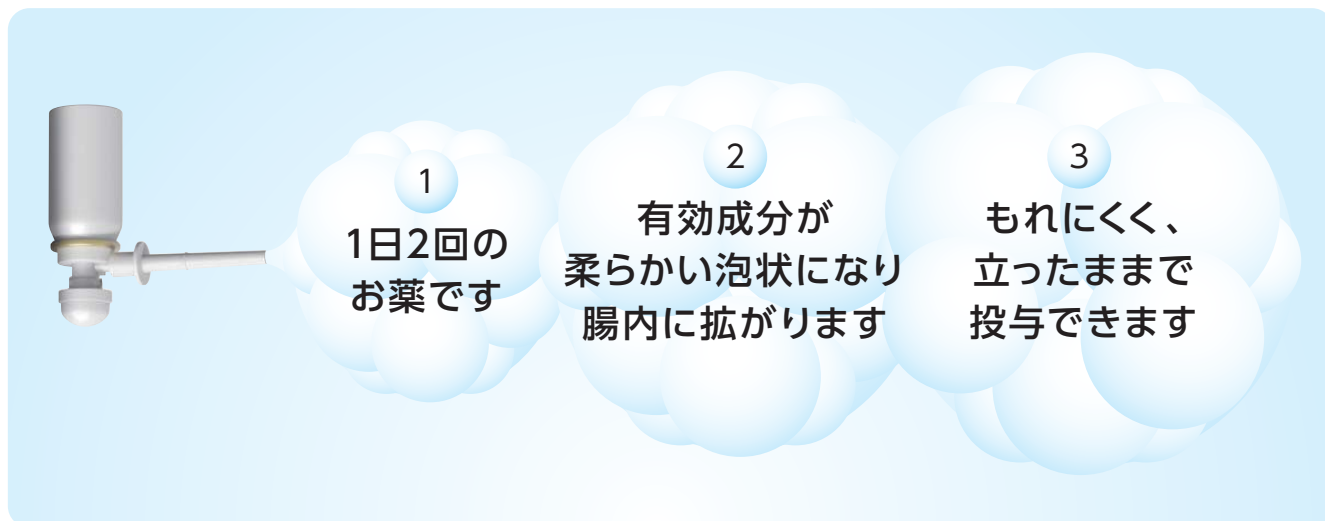 1
1日2回の
お薬です
2
有効成分が
柔らかい泡状になり
腸内に拡がります
3
もれにくく、
立ったままで
投与できます